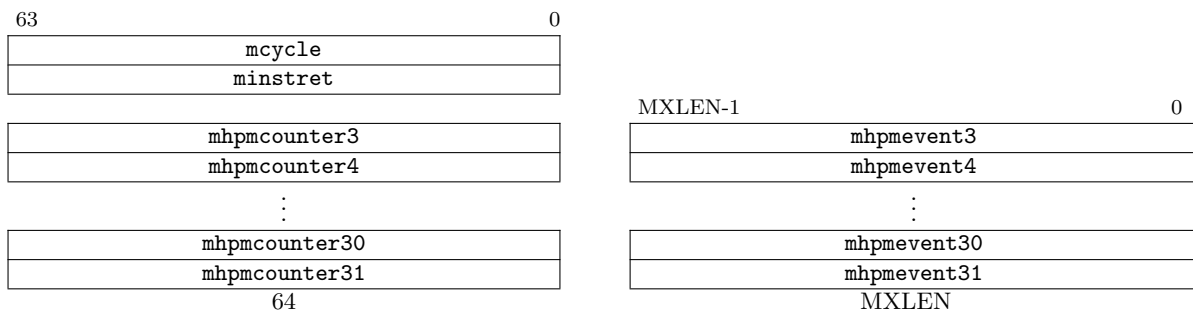 63 0
mcycle
minstret
mhpmcounter3
mhpmcounter4
⋮
mhpmcounter30
mhpmcounter31
64
MXLEN-1 0
mhpmevent3
mhpmevent4
⋮
mhpmevent30
mhpmevent31
MXLEN